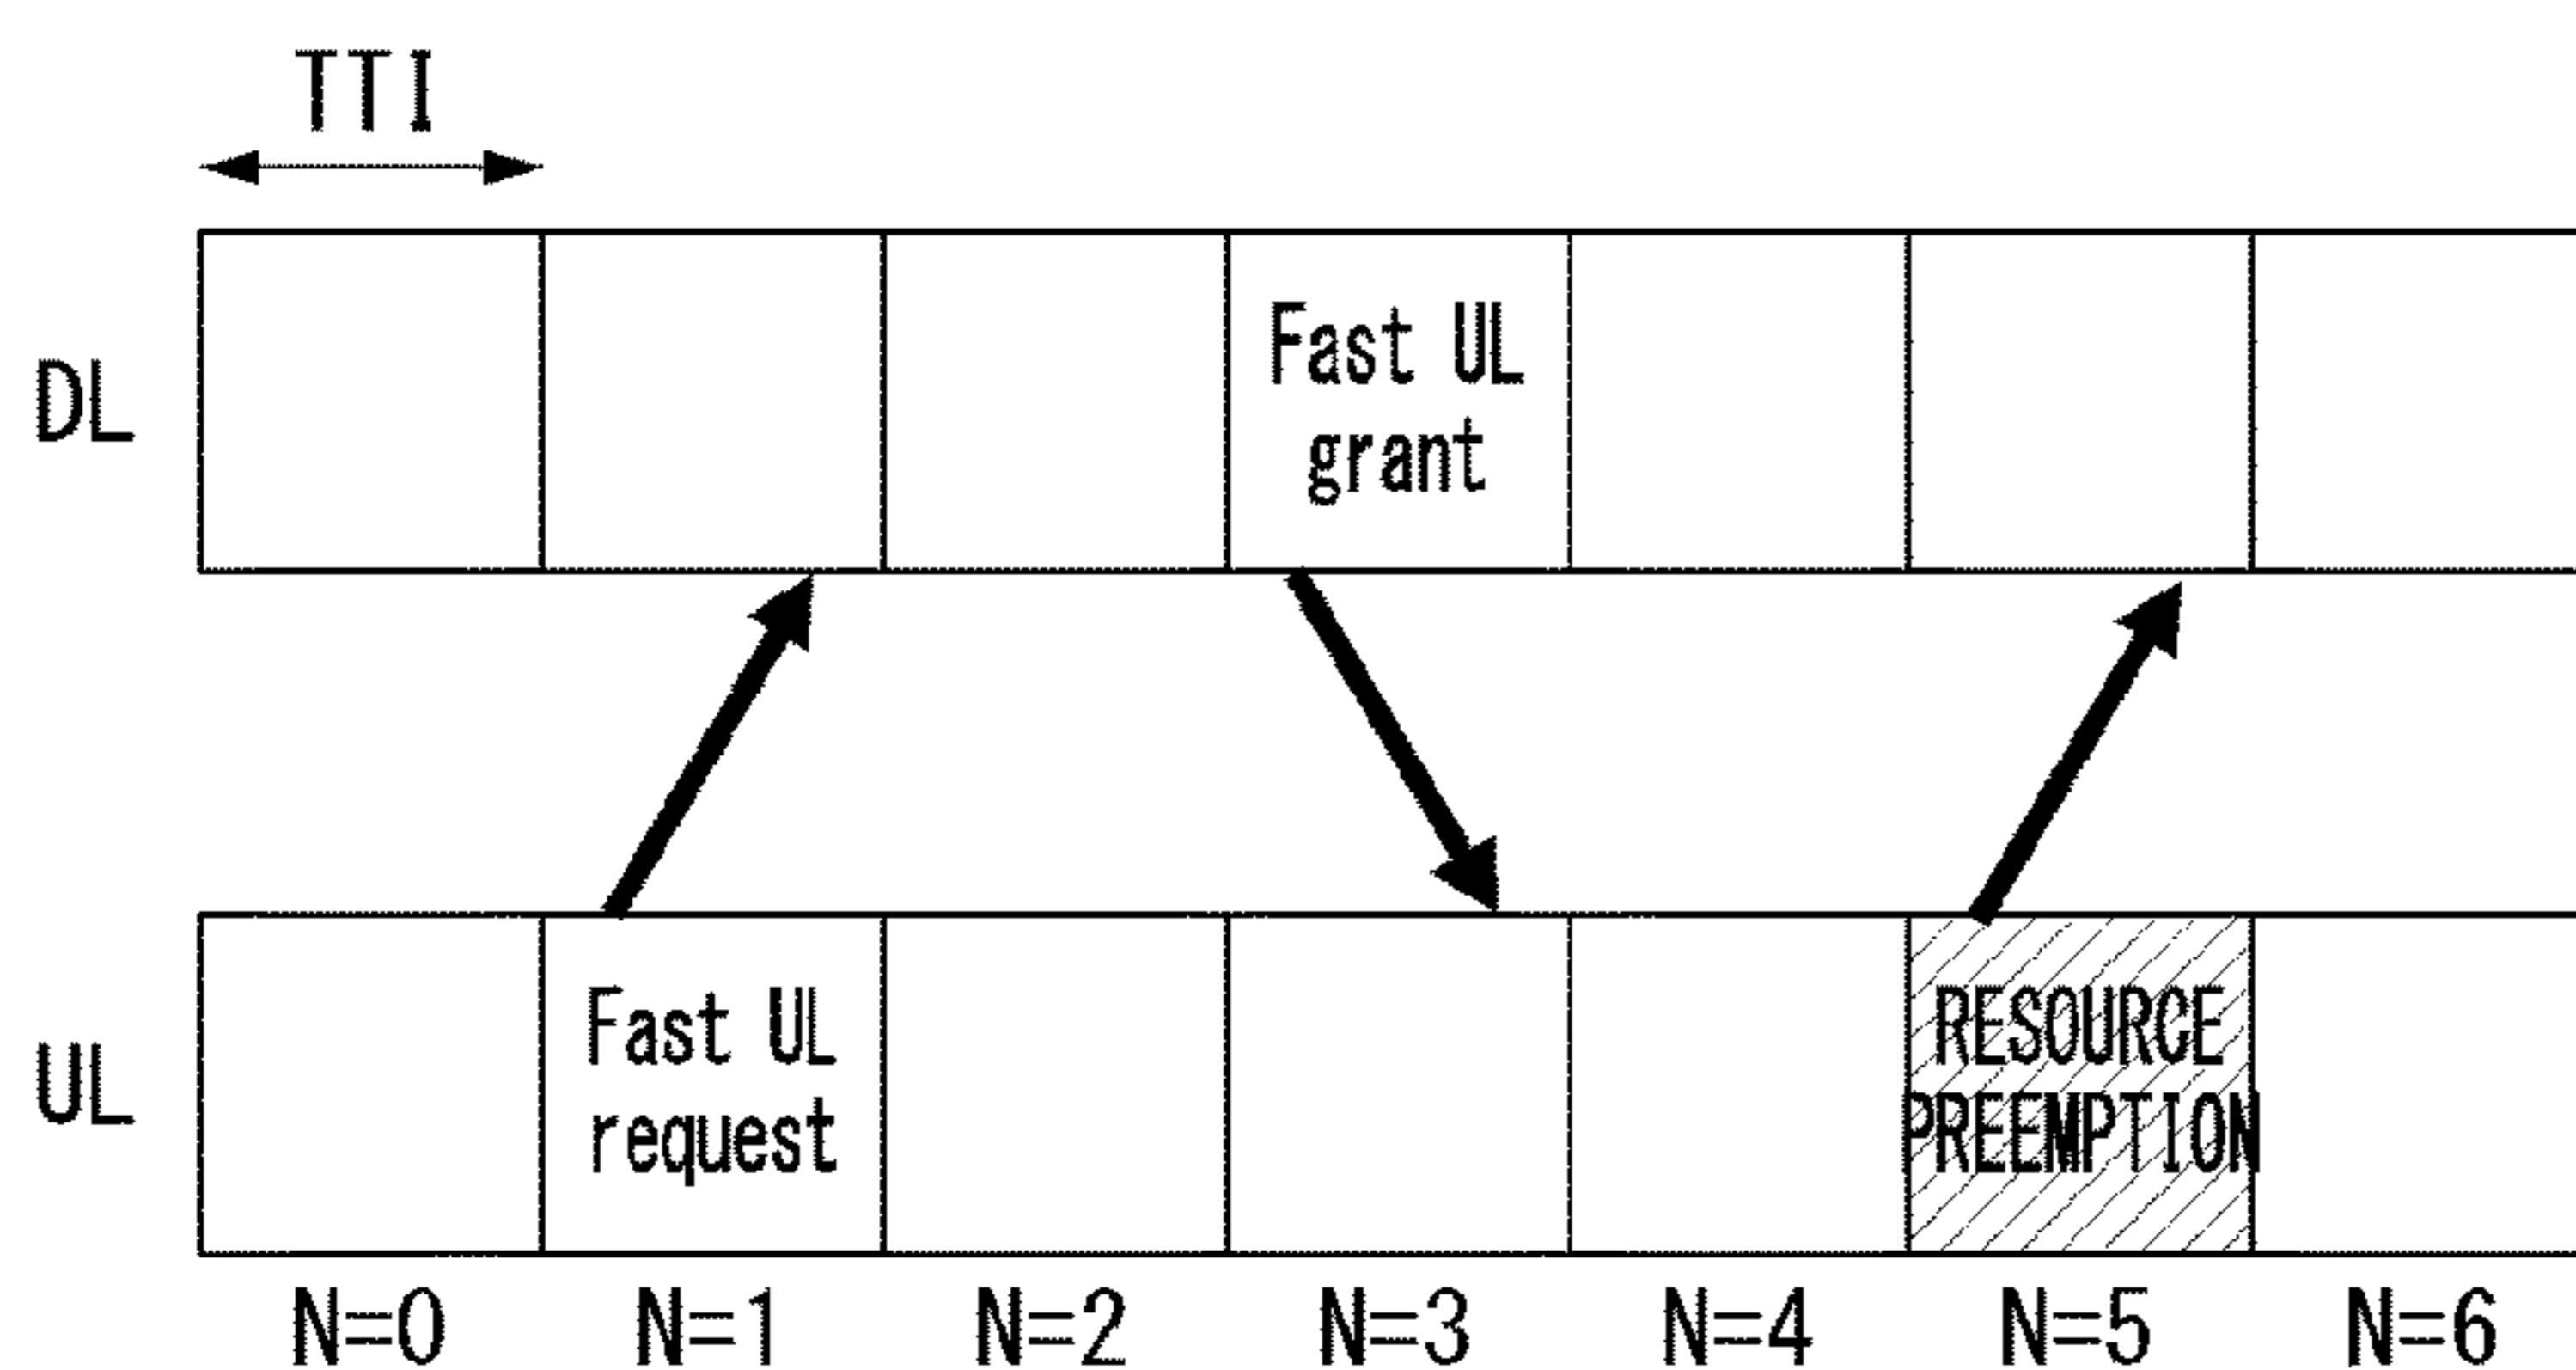 TTI
DL
Fast UL
grant
UL
Fast UL
request
RESOURCE
PREEMPTION
N=0 N=1 N=2 N=3 N=4 N=5 N=6